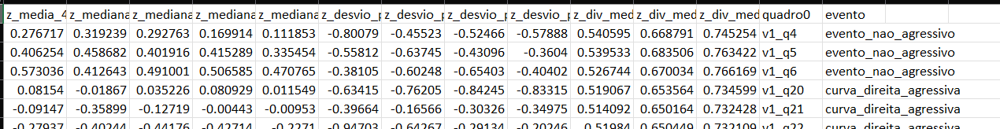 z_media_4 z_mediana z_mediana z_mediana z_mediana z_desvio_p z_desvio_p z_desvio_p z_desvio_p z_div_med z_div_med z_div_med quadro0 evento
0.276717 0.319239 0.292763 0.169914 0.111853 -0.80079 -0.45523 -0.52466 -0.57888 0.540595 0.668791 0.745254 v1_q4 evento_nao_agressivo
0.406254 0.458682 0.401916 0.415289 0.335454 -0.55812 -0.63745 -0.43096 -0.3604 0.539533 0.683506 0.763422 v1_q5 evento_nao_agressivo
0.573036 0.412643 0.491001 0.506585 0.470765 -0.38105 -0.60248 -0.65403 -0.40402 0.526744 0.670034 0.766169 v1_q6 evento_nao_agressivo
0.08154 -0.01867 0.035226 0.080929 0.011549 -0.63415 -0.76205 -0.84245 -0.83315 0.519067 0.653564 0.734599 v1_q20 curva_direita_agressiva
-0.09147 -0.35899 -0.12719 -0.00443 -0.00953 -0.39664 -0.16566 -0.30326 -0.34975 0.514092 0.650164 0.732428 v1_q21 curva_direita_agressiva
-0.27937 -0.40244 -0.44176 -0.42714 -0.2271 -0.94703 -0.64267 -0.29134 -0.20246 0.51984 0.650449 0.732109 v1_q22 curva_direita_agressiva